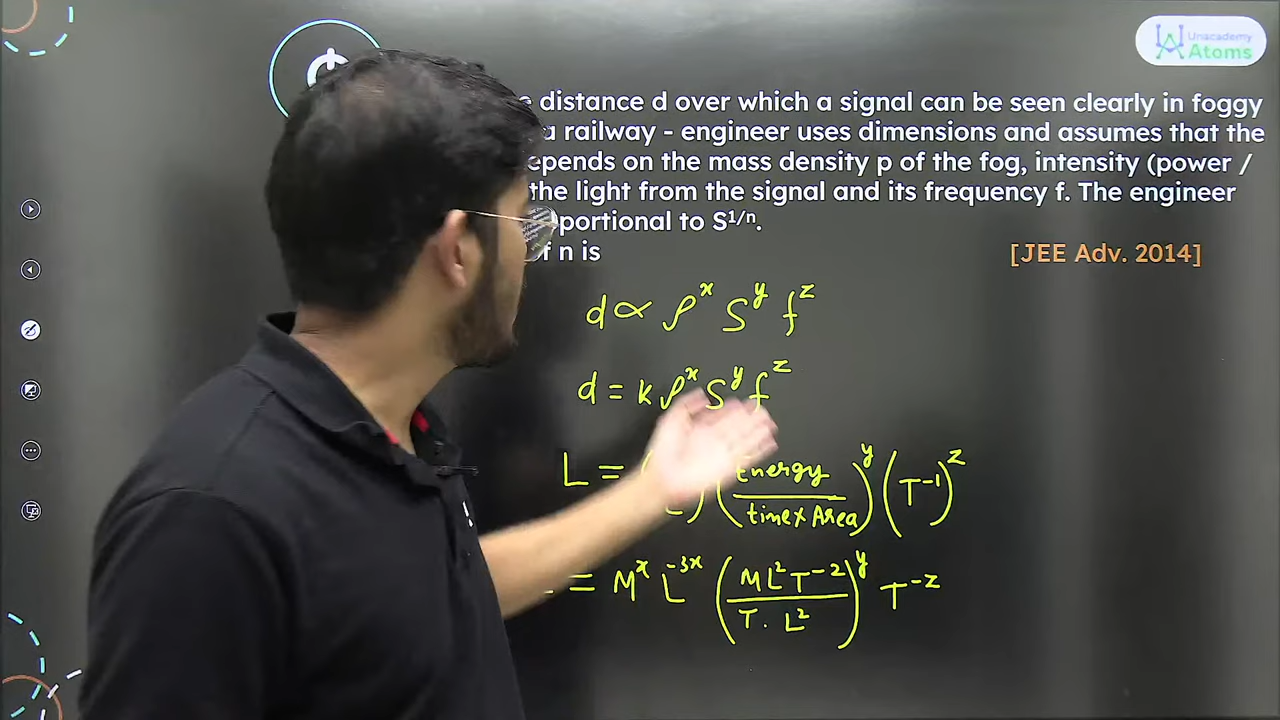 Unacademy
Atoms
distance d over which a signal can be seen clearly in foggy
a railway - engineer uses dimensions and assumes that the
epends on the mass density p of the fog, intensity (power /
the light from the signal and its frequency f. The engineer
portional to S^1/n.
f n is
[JEE Adv. 2014]
d ∝ ρ^x S^y f^z
d = k ρ^x S^y f^z
L = (Energy / time × Area)^y (T^-1)^z
= M^x L^-3x (ML^2T^-2 / T. L^2)^y T^-z